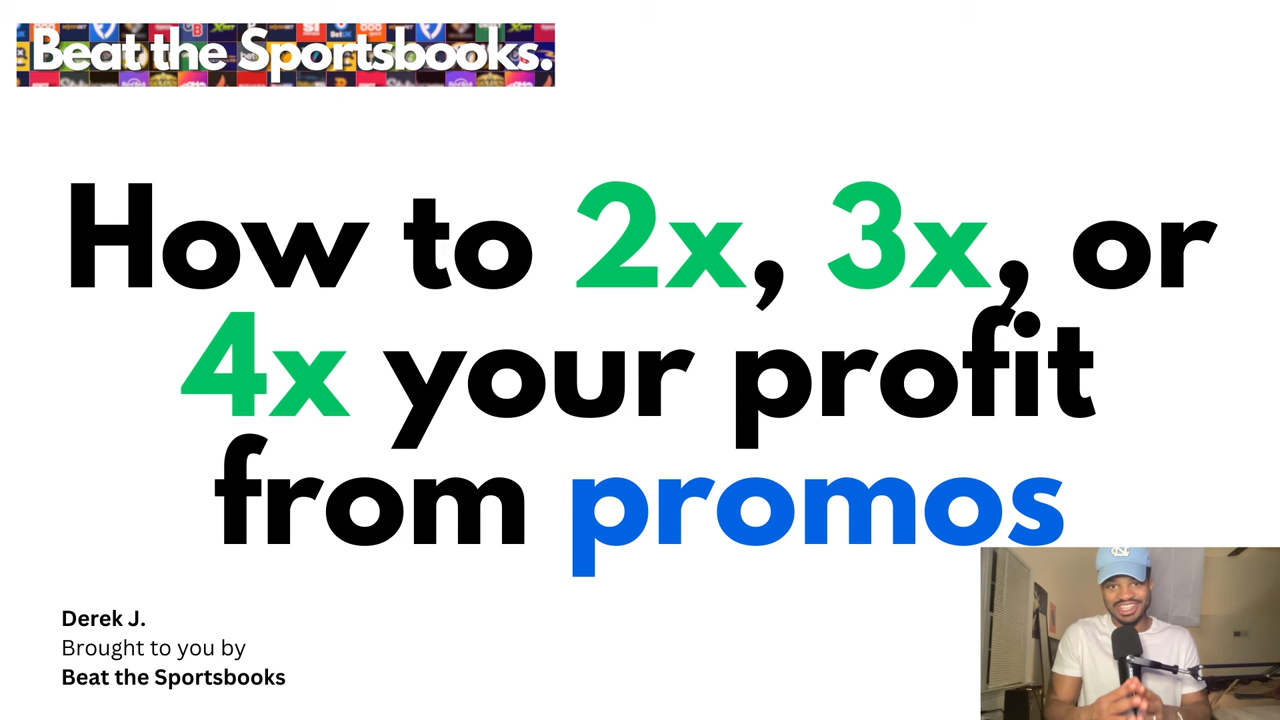 Beat the Sportsbooks.
How to 2x, 3x, or
4x your profit
from promos
Derek J.
Brought to you by
Beat the Sportsbooks